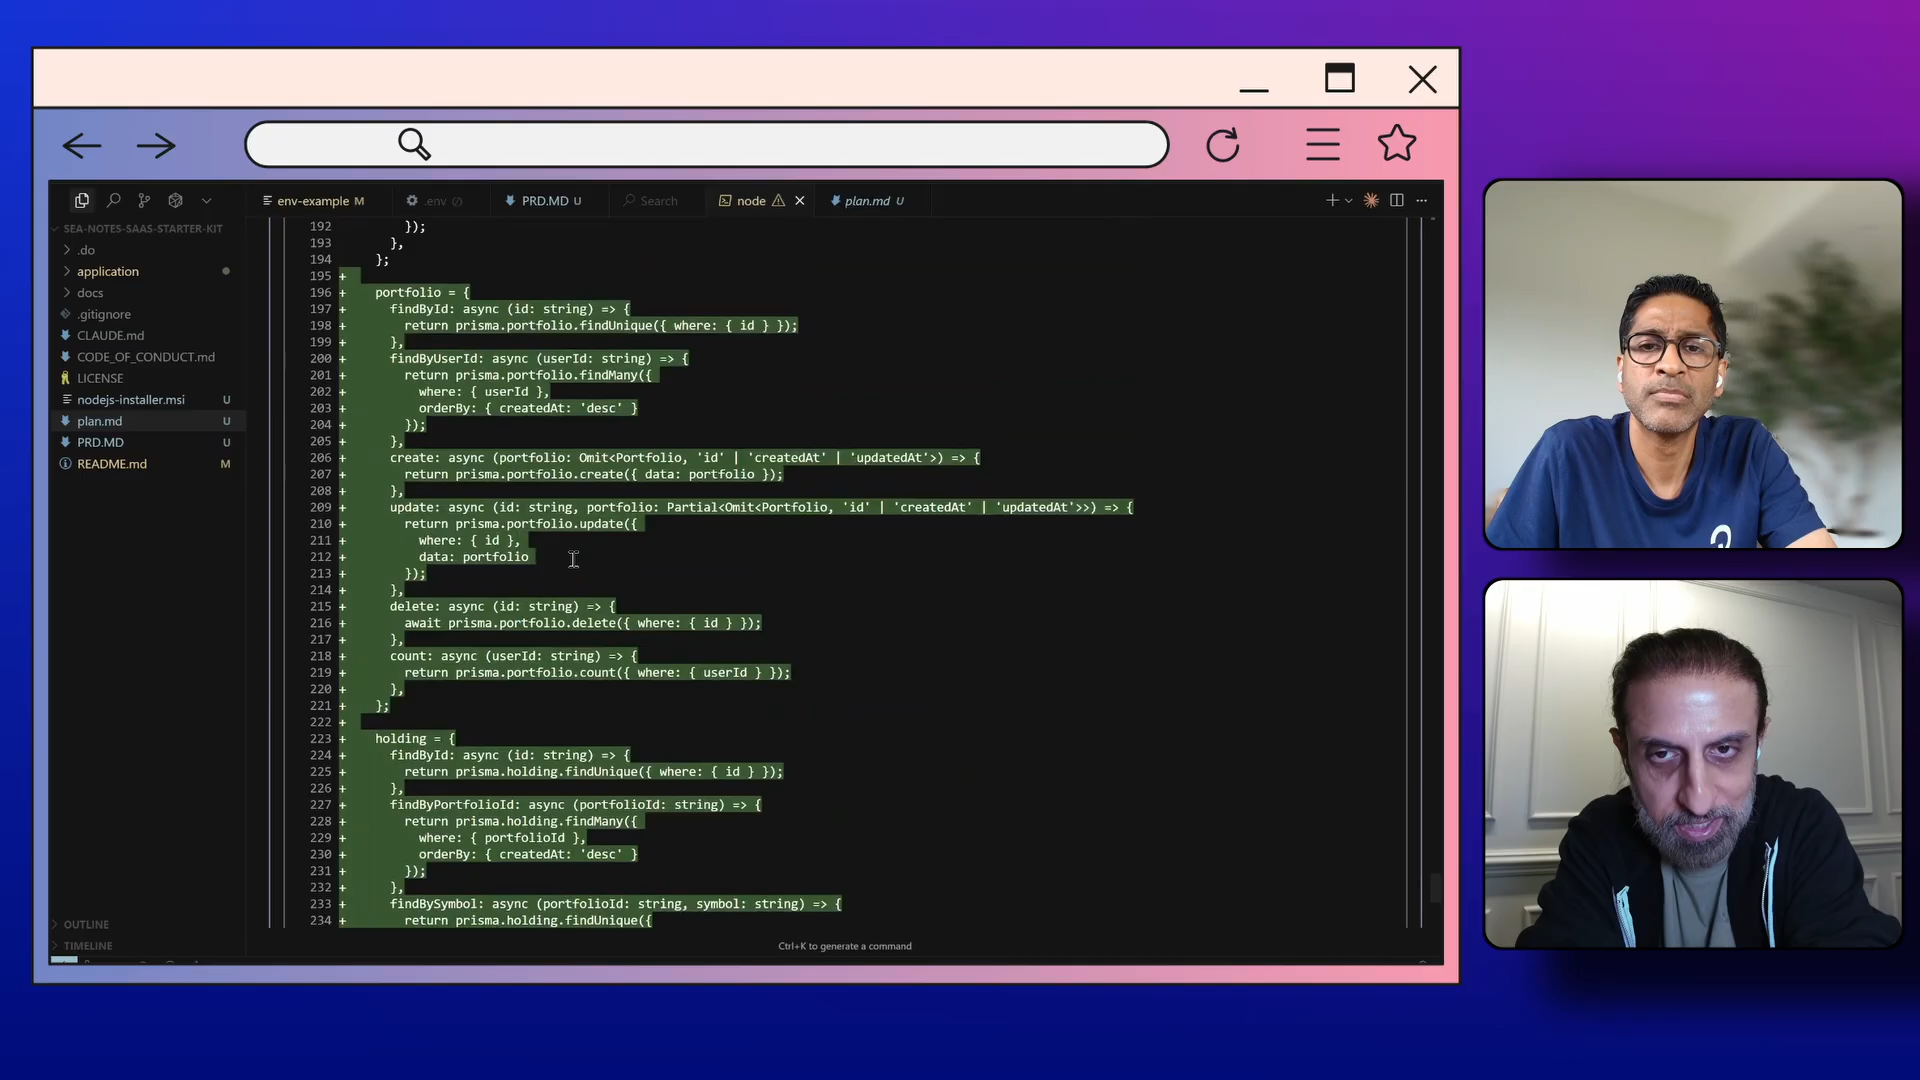 env-example M
.env
PRD.MD U
Search
node
plan.md U
SEA-NOTES-SAAS-STARTER-KIT
.do
application
docs
.gitignore
CLAUDE.md
CODE_OF_CONDUCT.md
LICENSE
nodejs-installer.msi U
plan.md U
PRD.MD U
README.md M
OUTLINE
TIMELINE
192 });
193 },
194 };
195 +
196 + portfolio = {
197 + findById: async (id: string) => {
198 + return prisma.portfolio.findUnique({ where: { id } });
199 + },
200 + findByUserId: async (userId: string) => {
201 + return prisma.portfolio.findMany({
202 + where: { userId },
203 + orderBy: { createdAt: 'desc' }
204 + });
205 + },
206 + create: async (portfolio: Omit<Portfolio, 'id' | 'createdAt' | 'updatedAt'>) => {
207 + return prisma.portfolio.create({ data: portfolio });
208 + },
209 + update: async (id: string, portfolio: Partial<Omit<Portfolio, 'id' | 'createdAt' | 'updatedAt'>>) => {
210 + return prisma.portfolio.update({
211 + where: { id },
212 + data: portfolio
213 + });
214 + },
215 + delete: async (id: string) => {
216 + await prisma.portfolio.delete({ where: { id } });
217 + },
218 + count: async (userId: string) => {
219 + return prisma.portfolio.count({ where: { userId } });
220 + },
221 + };
222 +
223 + holding = {
224 + findById: async (id: string) => {
225 + return prisma.holding.findUnique({ where: { id } });
226 + },
227 + findByPortfolioId: async (portfolioId: string) => {
228 + return prisma.holding.findMany({
229 + where: { portfolioId },
230 + orderBy: { createdAt: 'desc' }
231 + });
232 + },
233 + findBySymbol: async (portfolioId: string, symbol: string) => {
234 + return prisma.holding.findUnique({
Ctrl+K to generate a command